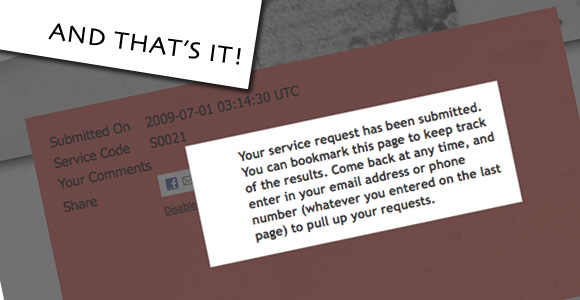 AND THAT'S IT!
Submitted On 2009-07-01 03:14:30 UTC
Service Code S0021
Your Comments
Share
Disable
Your service request has been submitted.
You can bookmark this page to keep track
of the results. Come back at any time, and
enter in your email address or phone
number (whatever you entered on the last
page) to pull up your requests.